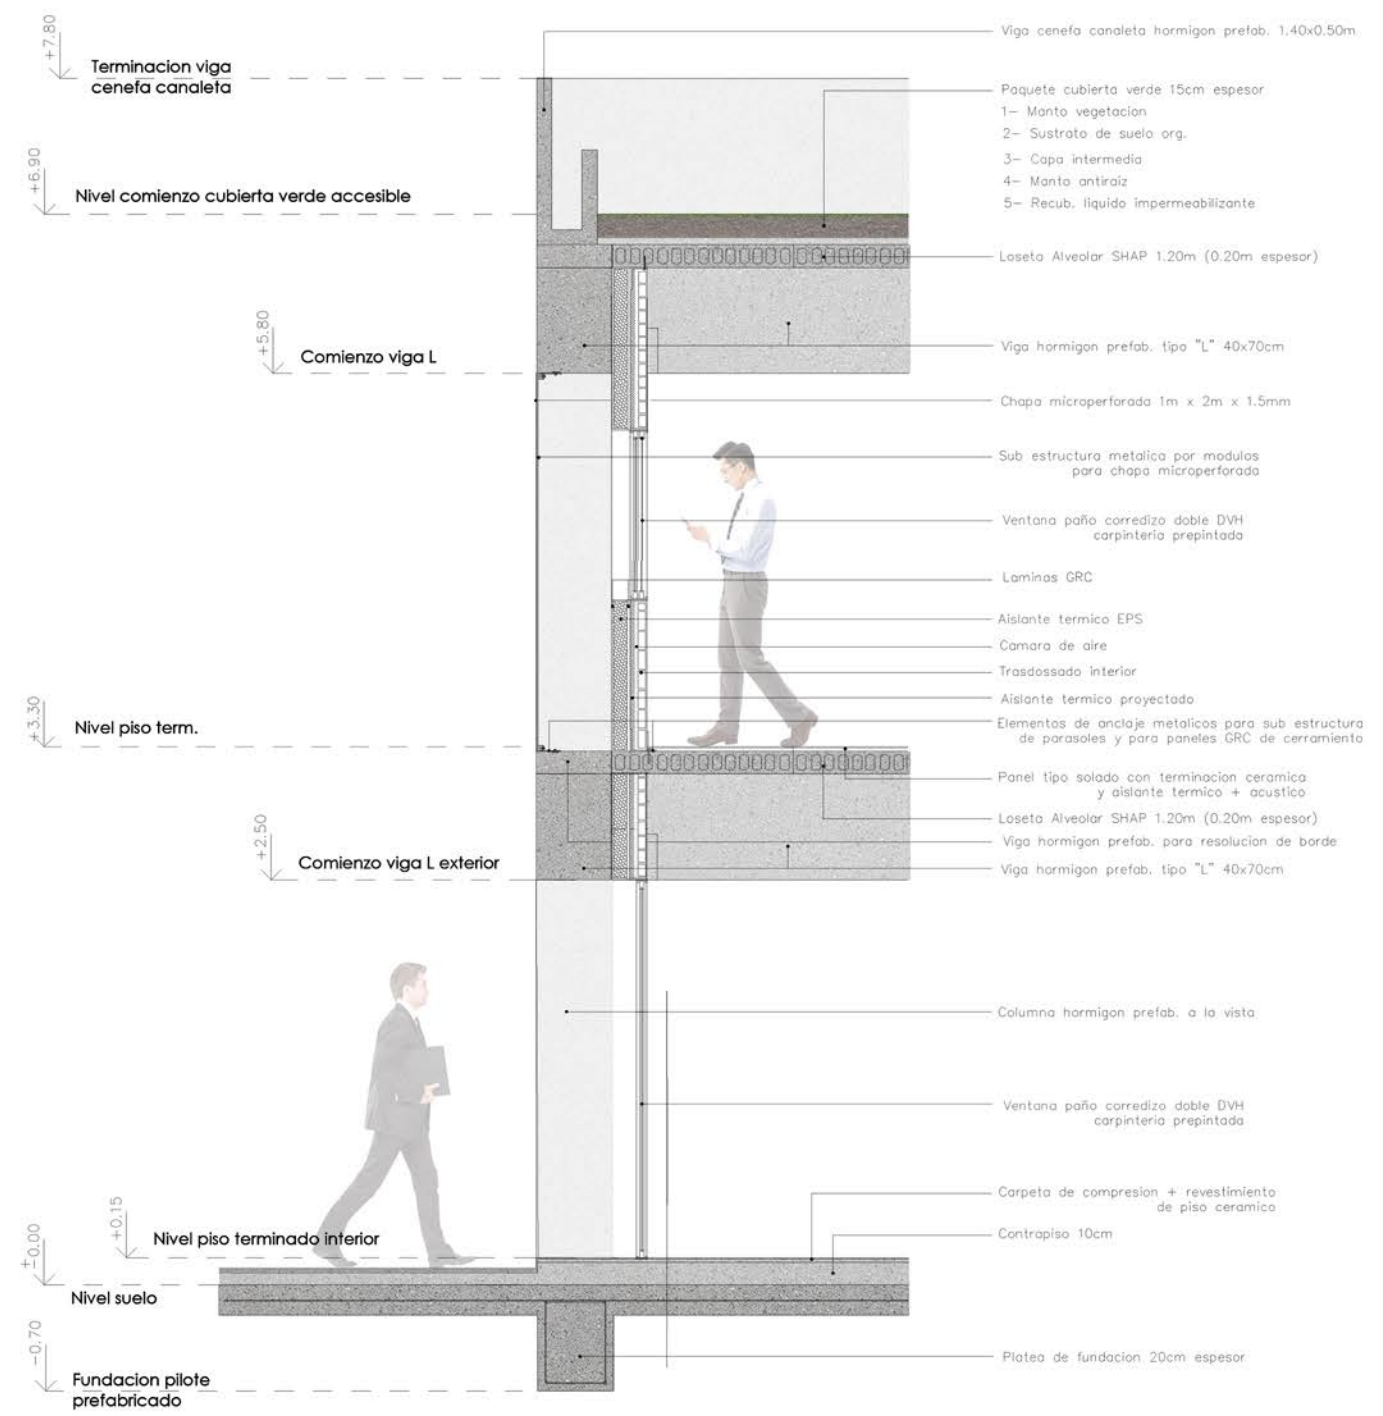 +7.80
Terminacion viga
cenefa canaleta
+6.90
Nivel comienzo cubierta verde accesible
+5.80
Comienzo viga L
+3.30
Nivel piso term.
+2.50
Comienzo viga L exterior
+0.15
Nivel piso terminado interior
±0.00
Nivel suelo
-0.70
Fundacion pilote
prefabricado
Viga cenefa canaleta hormigon prefab. 1.40x0.50m
Paquete cubierta verde 15cm espesor
1- Manto vegetacion
2- Sustrato de suelo org.
3- Capa intermedia
4- Manto antiraiz
5- Recub. liquido impermeabilizante
Loseta Alveolar SHAP 1.20m (0.20m espesor)
Viga hormigon prefab. tipo "L" 40x70cm
Chapa microperforada 1m x 2m x 1.5mm
Sub estructura metalica por modulos
para chapa microperforada
Ventana paño corredizo doble DVH
carpinteria prepintada
Laminas GRC
Aislante termico EPS
Camara de aire
Trasdossado interior
Aislante termico proyectado
Elementos de anclaje metalicos para sub estructura
de parasoles y para paneles GRC de cerramiento
Panel tipo solado con terminacion ceramica
y aislante termico + acustico
Loseta Alveolar SHAP 1.20m (0.20m espesor)
Viga hormigon prefab. para resolucion de borde
Viga hormigon prefab. tipo "L" 40x70cm
Columna hormigon prefab. a la vista
Ventana paño corredizo doble DVH
carpinteria prepintada
Carpeta de compresion + revestimiento
de piso ceramico
Contrapiso 10cm
Platea de fundacion 20cm espesor